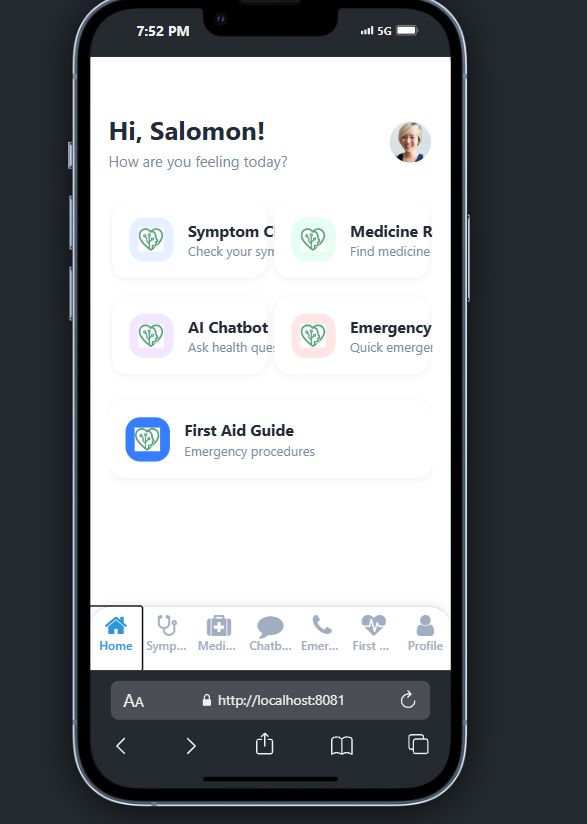 7:52 PM 5G
Hi, Salomon!
How are you feeling today?
Symptom C Medicine R
Check your sym Find medicine
AI Chatbot Emergency
Ask health ques Quick emerger
First Aid Guide
Emergency procedures
Home Symp... Medi... Chatb... Emer... First ... Profile
AA http://localhost:8081